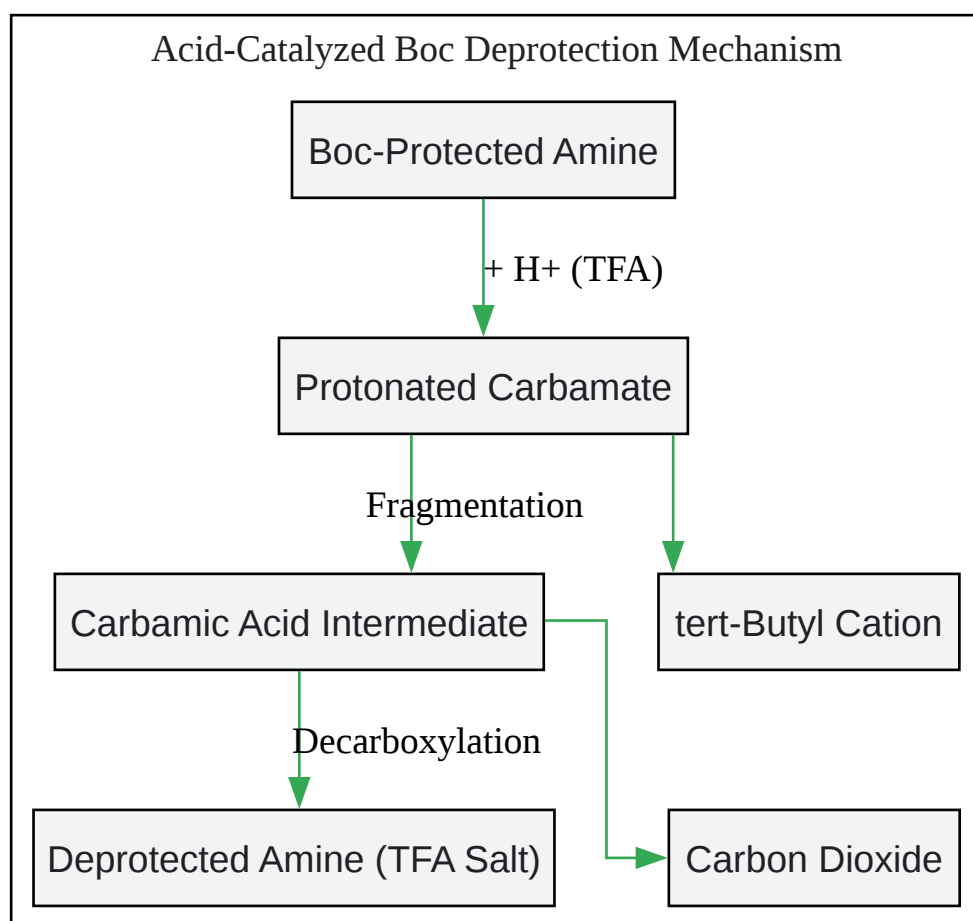 Acid-Catalyzed Boc Deprotection Mechanism
Boc-Protected Amine
+ H+ (TFA)
Protonated Carbamate
Fragmentation
Carbamic Acid Intermediate
tert-Butyl Cation
Decarboxylation
Deprotected Amine (TFA Salt)
Carbon Dioxide